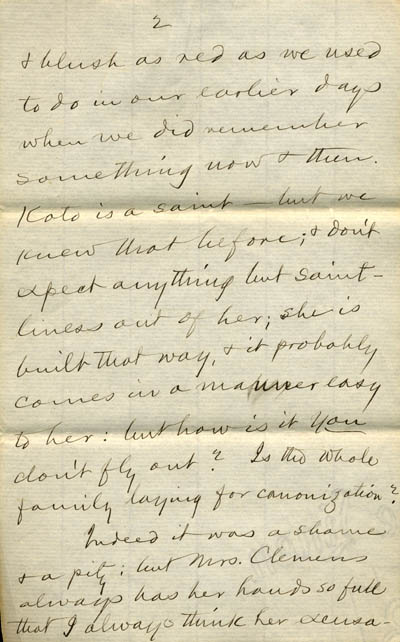 2
& blush as red as we used
to do in our earlier days
when we did remember
something now & then.
Kato is a saint — but we
knew that before; & don't
expect anything but saint-
liness out of her; she is
built that way, & it probably
comes in a manner easy
to her: but how is it You
don't fly out? Is the whole
family laying for canonization?
Indeed it was a shame
& a pity; but Mrs. Clemens
always has her hands so full
that I always think her excusa-